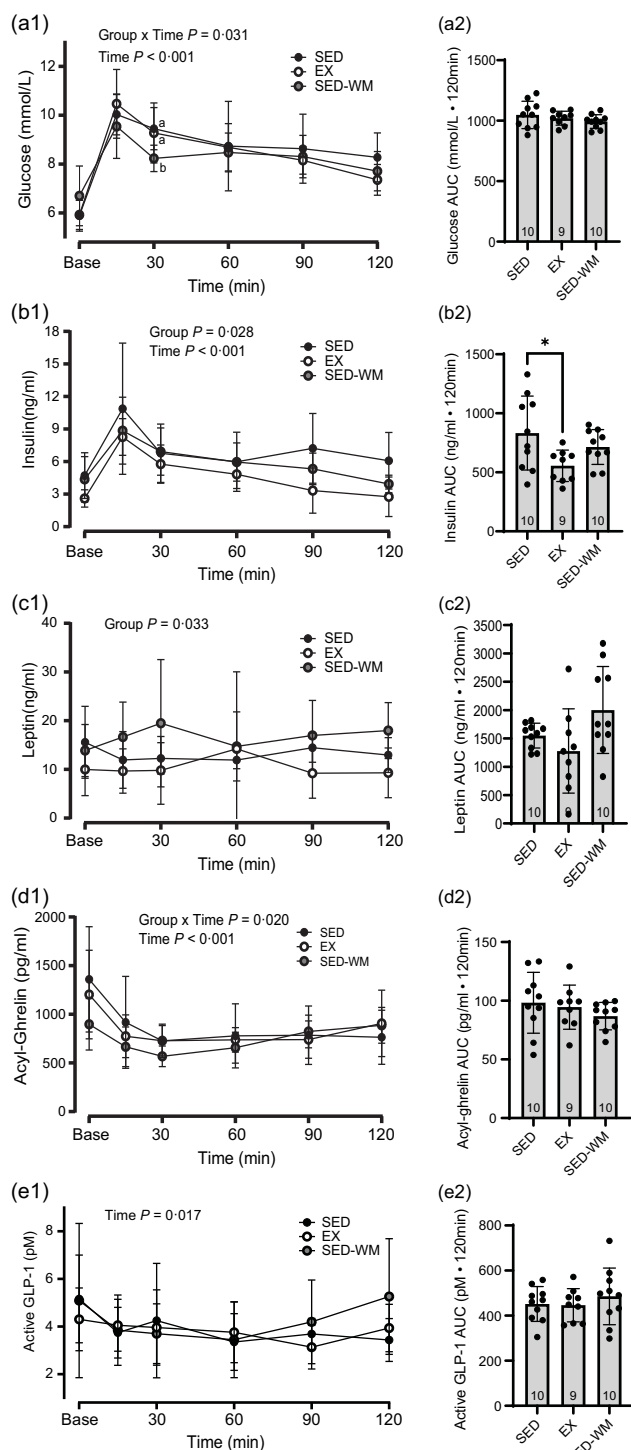 (a1)
Group x Time P = 0·031
Time P < 0·001
SED
EX
SED-WM
Glucose (mmol/L)
12
10
8
6
a
a
b
Base 30 60 90 120
Time (min)
(a2)
Glucose AUC (mmol/L • 120min)
1500
1000
500
0
10 9 10
SED EX SED-WM
(b1)
Group P = 0·028
Time P < 0·001
SED
EX
SED-WM
Insulin(ng/ml)
18
15
12
9
6
3
0
Base 30 60 90 120
Time (min)
(b2)
*
Insulin AUC (ng/ml • 120min)
1500
1000
500
0
10 9 10
SED EX SED-WM
(c1)
Group P = 0·033
SED
EX
SED-WM
Leptin(ng/ml)
40
30
20
10
0
Base 30 60 90 120
Time (min)
(c2)
Leptin AUC (ng/ml • 120min)
3500
3000
2500
2000
1500
1000
500
0
10 9 10
SED EX SED-WM
(d1)
Group x Time P = 0·020
Time P < 0·001
SED
EX
SED-WM
Acyl-Ghrelin (pg/ml)
2000
1500
1000
500
0
Base 30 60 90 120
Time (min)
(d2)
Acyl-ghrelin AUC (pg/ml • 120min)
150
100
50
0
10 9 10
SED EX SED-WM
(e1)
Time P = 0·017
SED
EX
SED-WM
Active GLP-1 (pM)
8
6
4
2
Base 30 60 90 120
Time (min)
(e2)
Active GLP-1 AUC (pM • 120min)
800
600
400
200
0
10 9 10
SED EX SED-WM